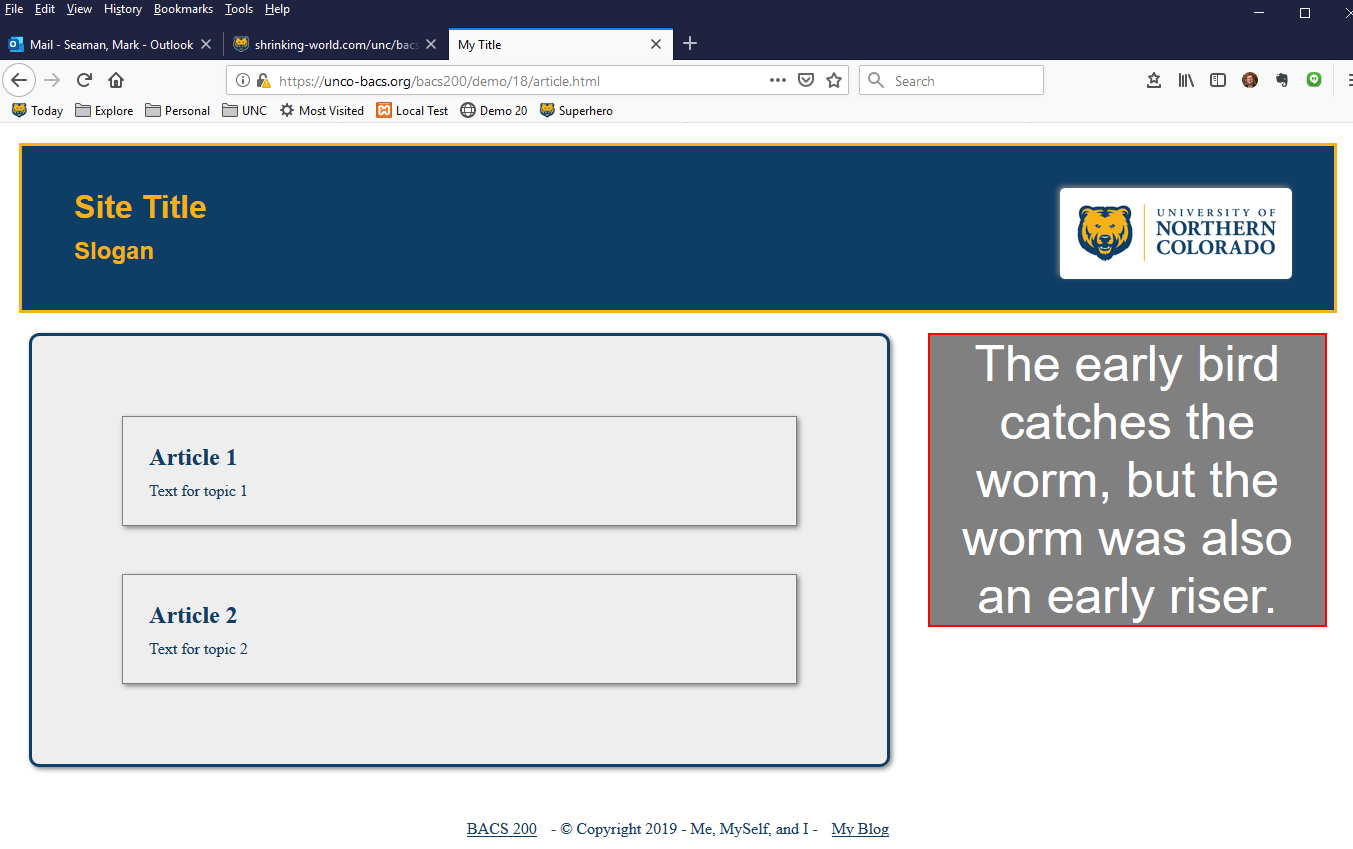 File Edit View History Bookmarks Tools Help
Mail - Seaman, Mark - Outlook shrinking-world.com/unc/bacs My Title
https://unco-bacs.org/bacs200/demo/18/article.html Search
Today Explore Personal UNC Most Visited Local Test Demo 20 Superhero
Site Title
Slogan
UNIVERSITY OF
NORTHERN
COLORADO
Article 1
Text for topic 1
Article 2
Text for topic 2
The early bird
catches the
worm, but the
worm was also
an early riser.
BACS 200 - © Copyright 2019 - Me, MySelf, and I - My Blog